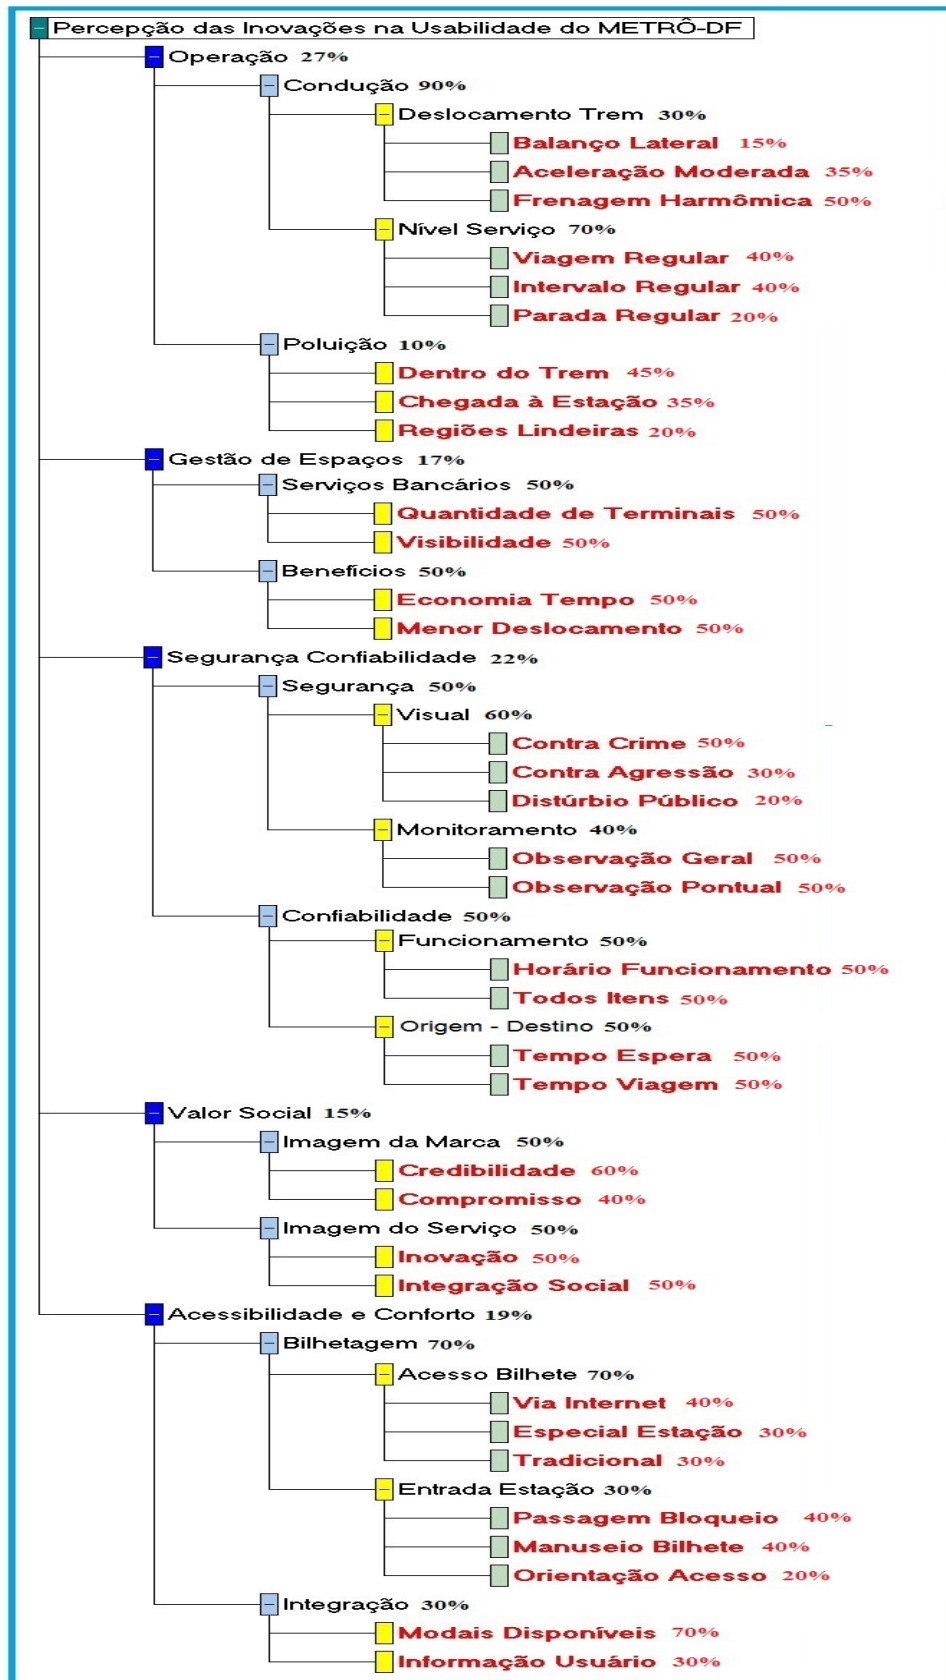 Percepção das Inovações na Usabilidade do METRÔ-DF
Operação 27%
Condução 90%
Deslocamento Trem 30%
Balanço Lateral 15%
Aceleração Moderada 35%
Frenagem Harmômica 50%
Nível Serviço 70%
Viagem Regular 40%
Intervalo Regular 40%
Parada Regular 20%
Poluição 10%
Dentro do Trem 45%
Chegada à Estação 35%
Regiões Lindeiras 20%
Gestão de Espaços 17%
Serviços Bancários 50%
Quantidade de Terminais 50%
Visibilidade 50%
Benefícios 50%
Economia Tempo 50%
Menor Deslocamento 50%
Segurança Confiabilidade 22%
Segurança 50%
Visual 60%
Contra Crime 50%
Contra Agressão 30%
Distúrbio Público 20%
Monitoramento 40%
Observação Geral 50%
Observação Pontual 50%
Confiabilidade 50%
Funcionamento 50%
Horário Funcionamento 50%
Todos Itens 50%
Origem - Destino 50%
Tempo Espera 50%
Tempo Viagem 50%
Valor Social 15%
Imagem da Marca 50%
Credibilidade 60%
Compromisso 40%
Imagem do Serviço 50%
Inovação 50%
Integração Social 50%
Acessibilidade e Conforto 19%
Bilhetagem 70%
Acesso Bilhete 70%
Via Internet 40%
Especial Estação 30%
Tradicional 30%
Entrada Estação 30%
Passagem Bloqueio 40%
Manuseio Bilhete 40%
Orientação Acesso 20%
Integração 30%
Modais Disponíveis 70%
Informação Usuário 30%